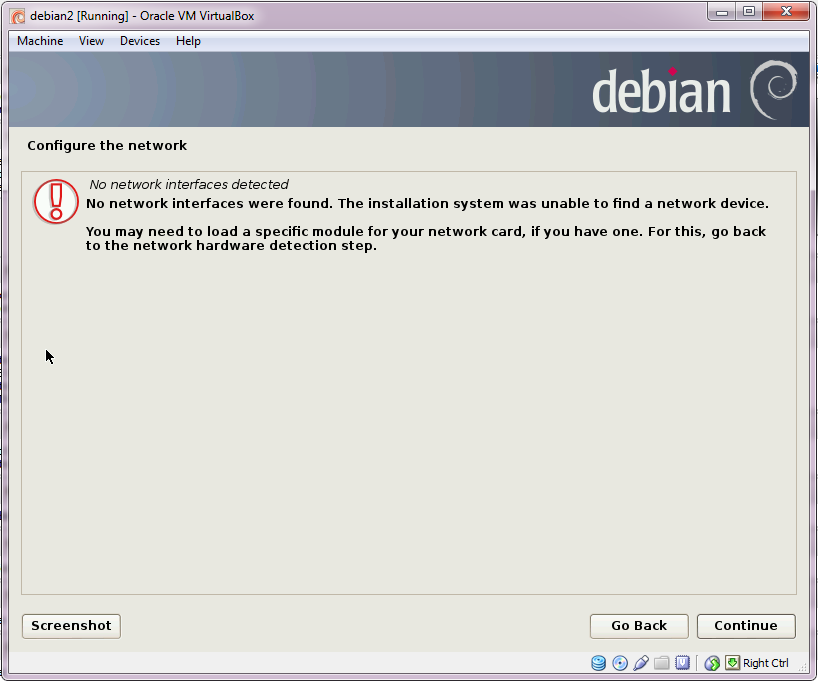 debian2 [Running] - Oracle VM VirtualBox
Machine View Devices Help
debian
Configure the network
No network interfaces detected
No network interfaces were found. The installation system was unable to find a network device.
You may need to load a specific module for your network card, if you have one. For this, go back
to the network hardware detection step.
Screenshot Go Back Continue
Right Ctrl